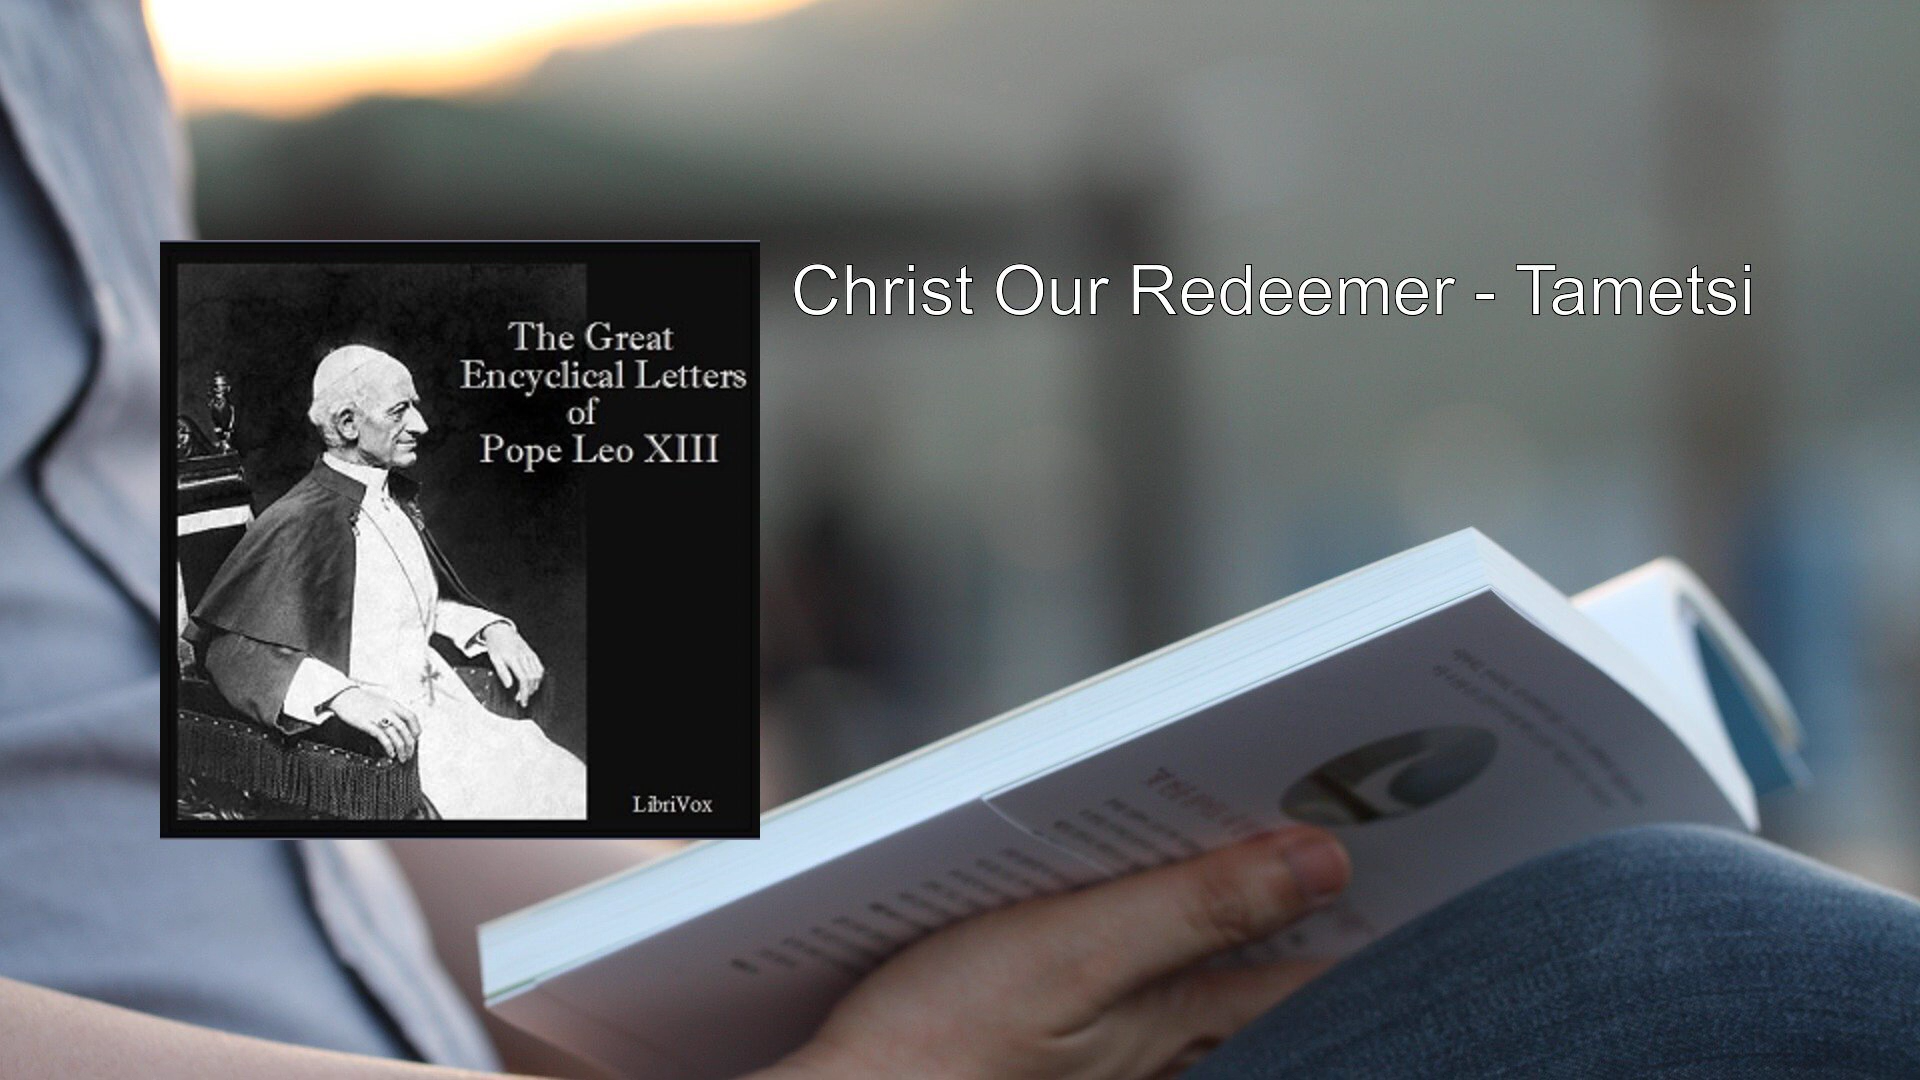 The Great
Encyclical Letters
of
Pope Leo XIII
LibriVox
Christ Our Redeemer - Tametsi